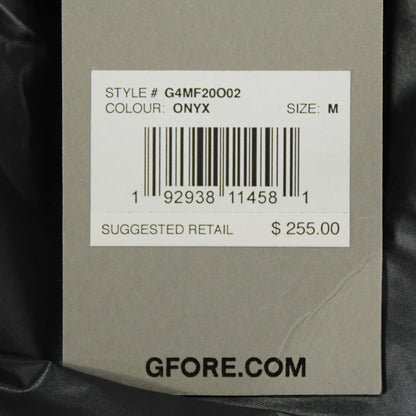 STYLE # G4MF20O02
COLOUR: ONYX SIZE: M
1 92938 11458 1
SUGGESTED RETAIL $ 255.00
GFORE.COM